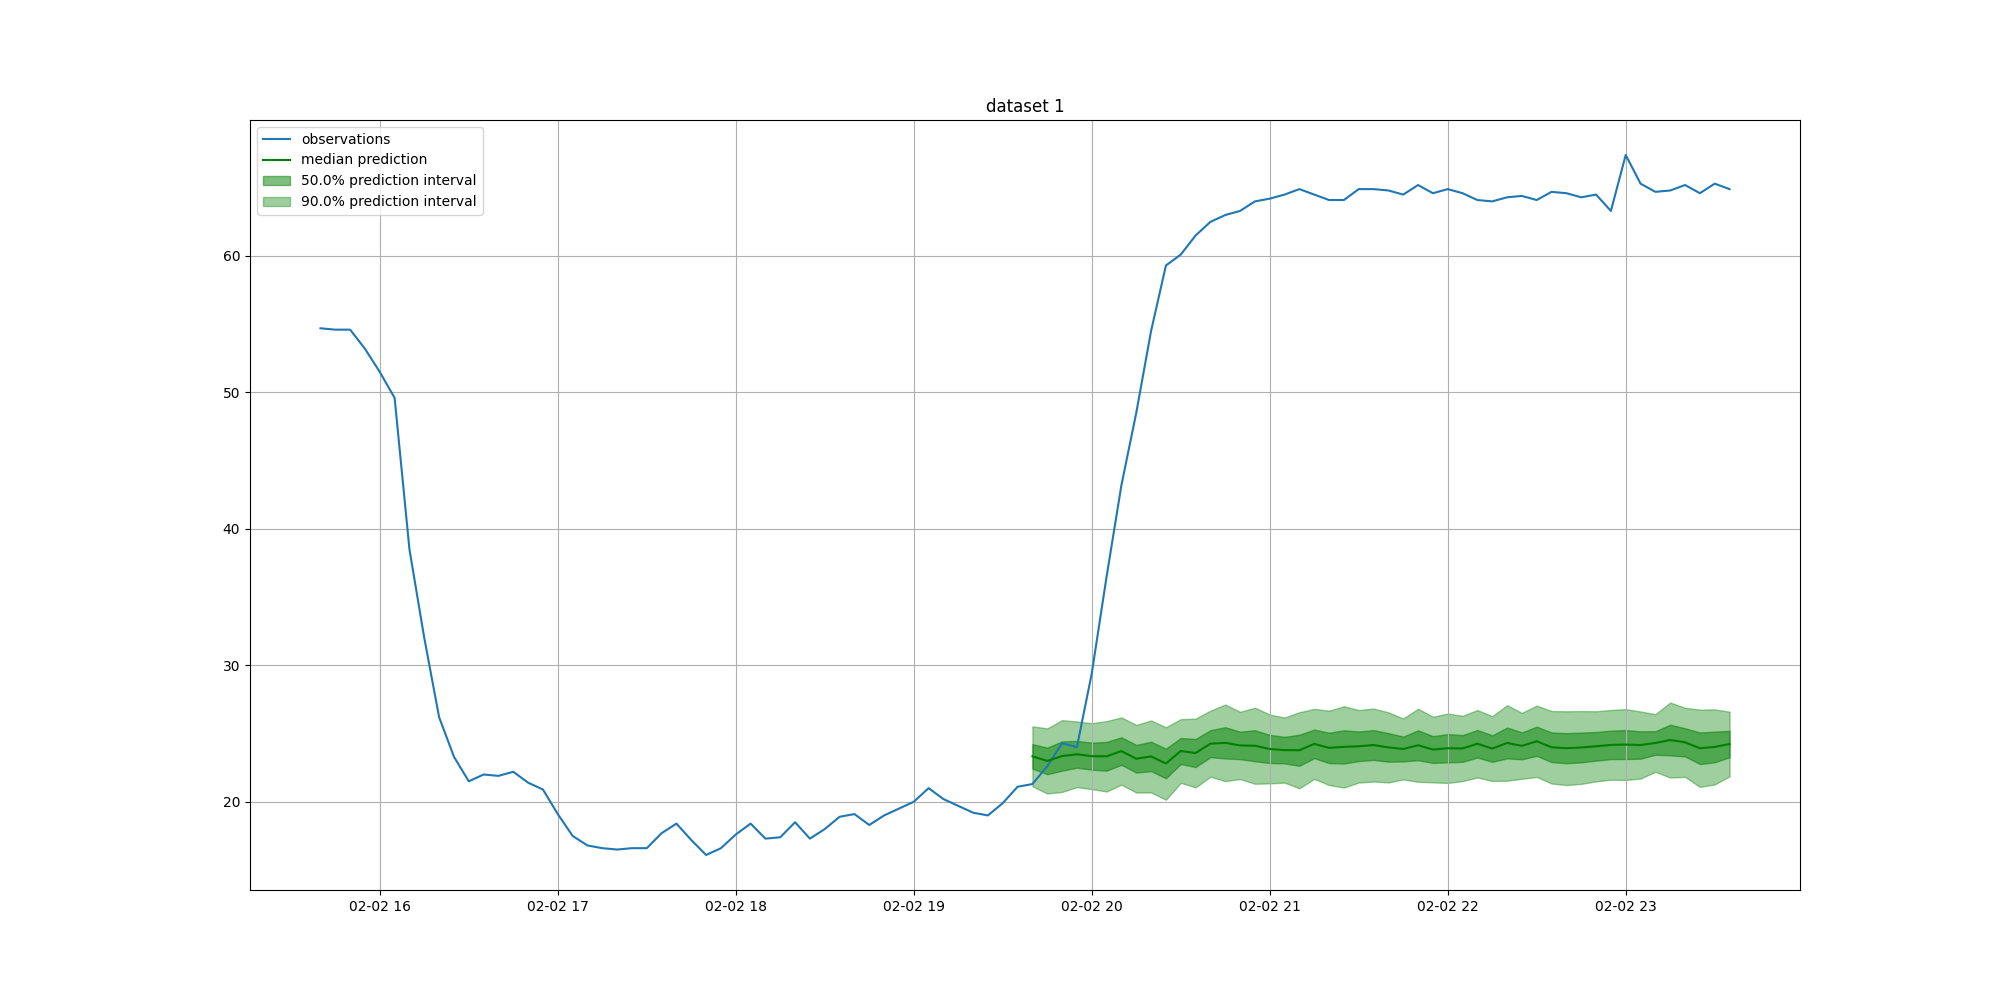 dataset 1
observations
median prediction
50.0% prediction interval
90.0% prediction interval
60
50
40
30
20
02-02 16
02-02 17
02-02 18
02-02 19
02-02 20
02-02 21
02-02 22
02-02 23